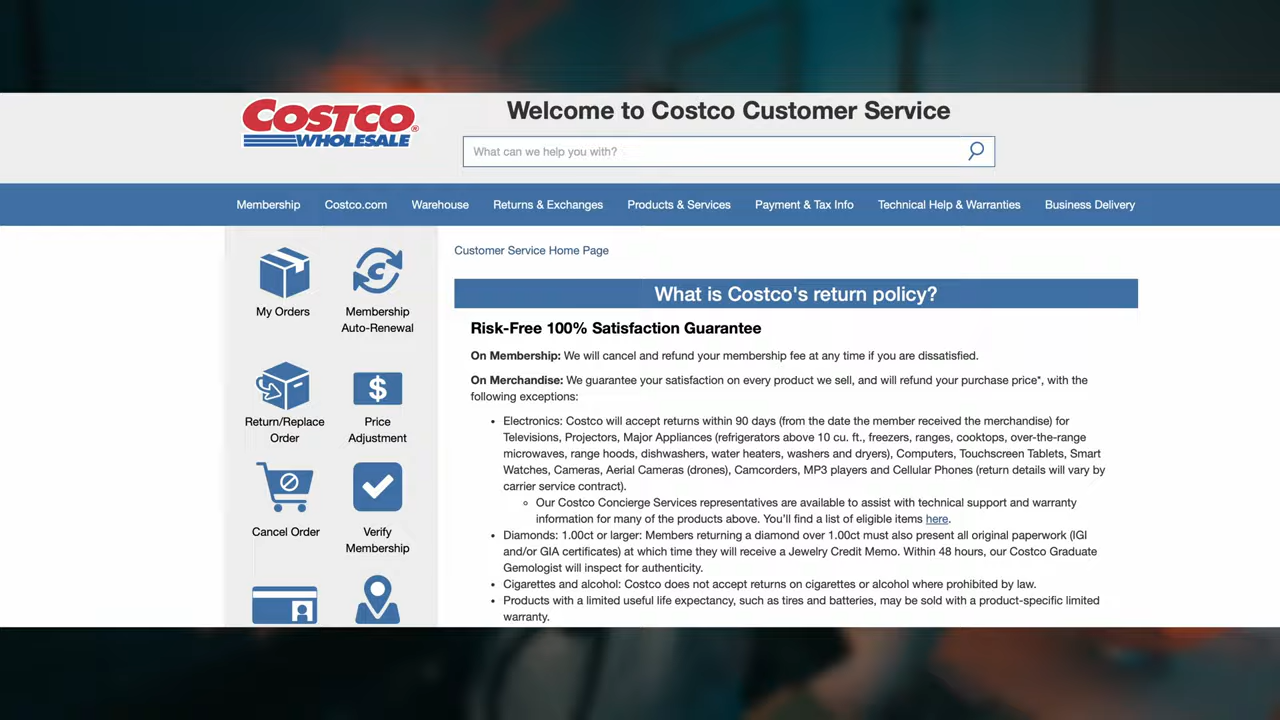 COSTCO
WHOLESALE
Welcome to Costco Customer Service
What can we help you with?
Membership Costco.com Warehouse Returns & Exchanges Products & Services Payment & Tax Info Technical Help & Warranties Business Delivery
My Orders
Membership
Auto-Renewal
Return/Replace
Order
Price
Adjustment
Cancel Order
Verify
Membership
Customer Service Home Page
What is Costco's return policy?
Risk-Free 100% Satisfaction Guarantee
On Membership: We will cancel and refund your membership fee at any time if you are dissatisfied.
On Merchandise: We guarantee your satisfaction on every product we sell, and will refund your purchase price*, with the
following exceptions:
• Electronics: Costco will accept returns within 90 days (from the date the member received the merchandise) for
Televisions, Projectors, Major Appliances (refrigerators above 10 cu. ft., freezers, ranges, cooktops, over-the-range
microwaves, range hoods, dishwashers, water heaters, washers and dryers), Computers, Touchscreen Tablets, Smart
Watches, Cameras, Aerial Cameras (drones), Camcorders, MP3 players and Cellular Phones (return details will vary by
carrier service contract).
◦ Our Costco Concierge Services representatives are available to assist with technical support and warranty
information for many of the products above. You'll find a list of eligible items here.
• Diamonds: 1.00ct or larger: Members returning a diamond over 1.00ct must also present all original paperwork (IGI
and/or GIA certificates) at which time they will receive a Jewelry Credit Memo. Within 48 hours, our Costco Graduate
Gemologist will inspect for authenticity.
• Cigarettes and alcohol: Costco does not accept returns on cigarettes or alcohol where prohibited by law.
• Products with a limited useful life expectancy, such as tires and batteries, may be sold with a product-specific limited
warranty.